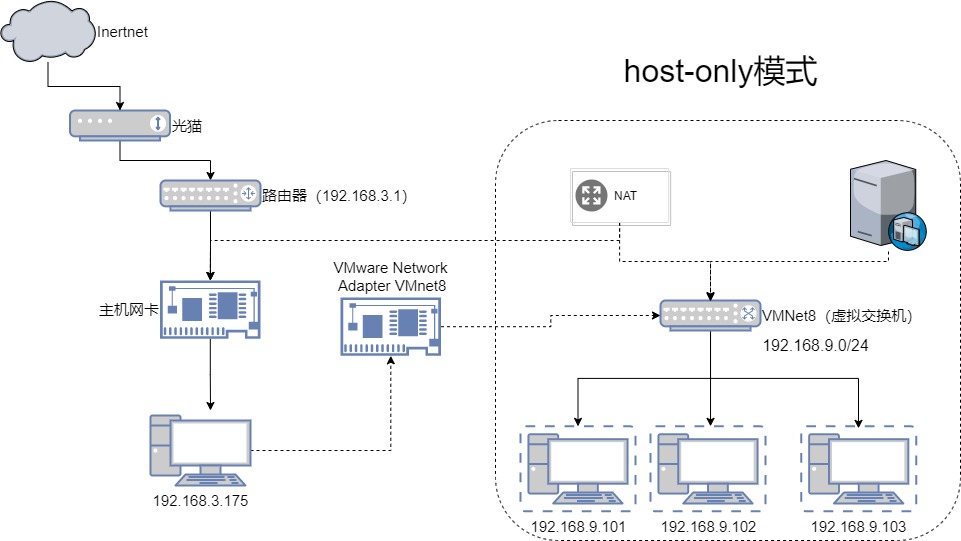 Inertnet
host-only模式
光猫
路由器（192.168.3.1）
NAT
VMware Network
Adapter VMnet8
主机网卡
VMNet8（虚拟交换机）
192.168.9.0/24
192.168.3.175
192.168.9.101
192.168.9.102
192.168.9.103